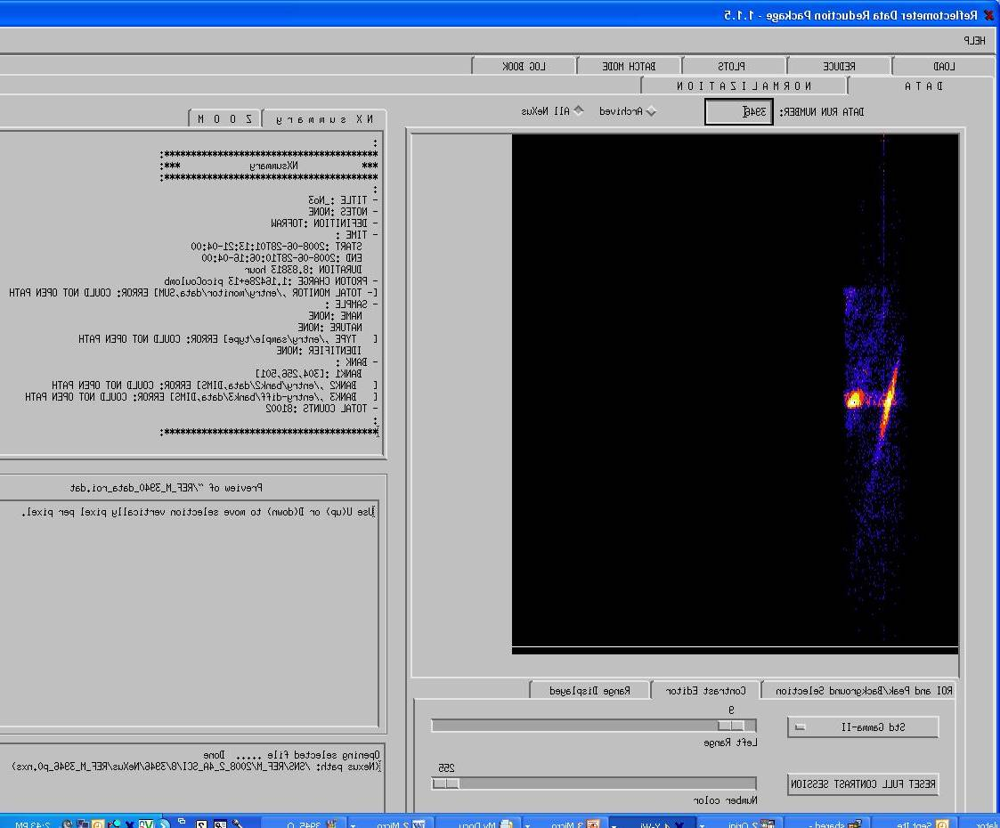 Reflectometer Data Reduction Package - 1.1.5
HELP
LOAD REDUCE PLOTS BATCH MODE LOG BOOK
D A T A N O R M A L I Z A T I O N
DATA RUN NUMBER: 3946 Archived All NeXus
N X s u m m a r y Z O O M
:
****************************************:
*** NXsummary ***:
****************************************:
:
- TITLE :_No3
- NOTES :NONE
- DEFINITION :TOFRAW
- TIME :
START :2008-06-28T01:13:21-04:00
END :2008-06-28T10:06:16-04:00
DURATION :8.83813 hour
- PROTON CHARGE :1.16428e+13 picoCoulomb
[- TOTAL MONITOR ,/entry/monitor/data,SUM] ERROR: COULD NOT OPEN PATH
- SAMPLE :
NAME :NONE
NATURE :NONE
[ TYPE ,/entry/sample/type] ERROR: COULD NOT OPEN PATH
IDENTIFIER :NONE
- BANK :
BANK1 :[304,256,501]
[ BANK2 ,/entry/bank2/data,DIMS] ERROR: COULD NOT OPEN PATH
[ BANK3 ,/entry-diff/bank3/data,DIMS] ERROR: COULD NOT OPEN PATH
- TOTAL COUNTS :81002
:
****************************************:
Preview of ~/REF_M_3940_data_roi.dat
Use U(up) or D(down) to move selection vertically pixel per pixel.
ROI and Peak/Background Selection Contrast Editor Range Displayed
Std Gamma-II
9
Left Range
255
Number color
RESET FULL CONTRAST SESSION
Opening selected file ..... Done
(Nexus path: /SNS/REF_M/2008_2_4A_SCI/8/3946/NeXus/REF_M_3946_p0.nxs)
Sent Ite... shared - ... 2 Origi... 4 X-Wi... 3 Micro... My Docu... 2 Micro... 3945_O... 2:43 PM